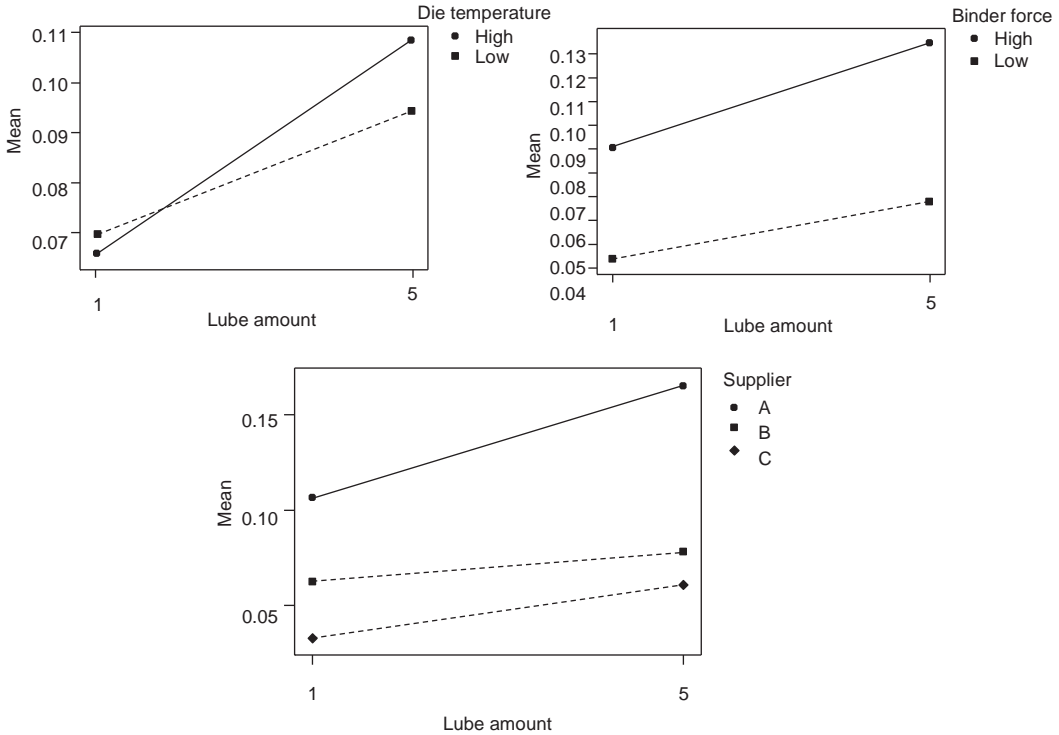 Die temperature
High
Low
0.11
0.10
0.09
0.08
0.07
Mean
1
5
Lube amount
Binder force
High
Low
0.13
0.12
0.11
0.10
0.09
0.08
0.07
0.06
0.05
0.04
Mean
1
5
Lube amount
Supplier
A
B
C
0.15
0.10
0.05
Mean
1
5
Lube amount